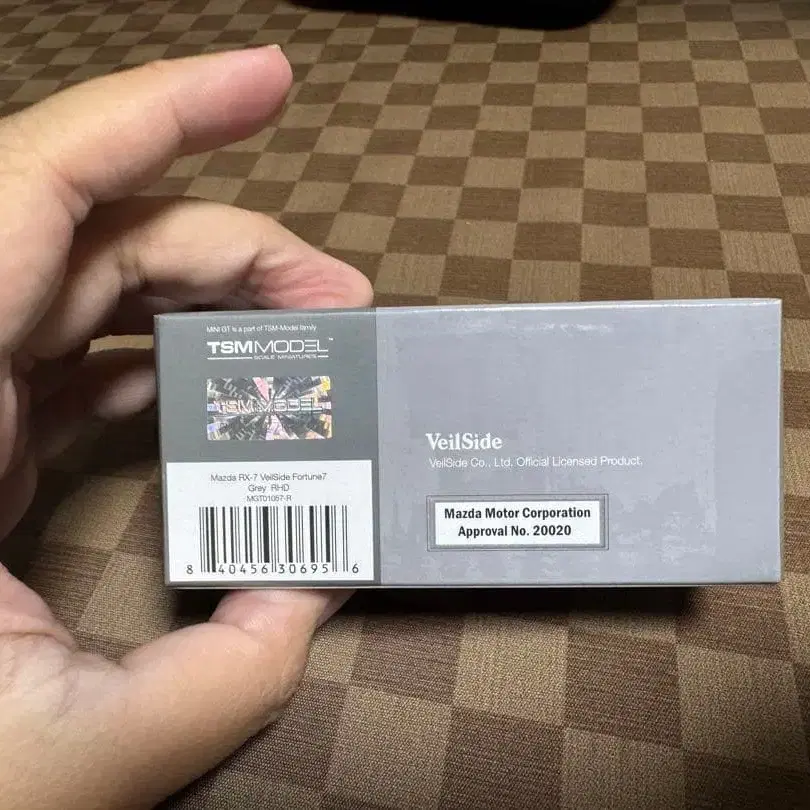 MINI GT is a part of TSM-Model family
TSMMODEL™
SCALE MINIATURES
TSMMODEL
Mazda RX-7 VeilSide Fortune7
Grey RHD
MGT01057-R
8 40456 30695 6
VeilSide
VeilSide Co., Ltd. Official Licensed Product.
Mazda Motor Corporation
Approval No. 20020